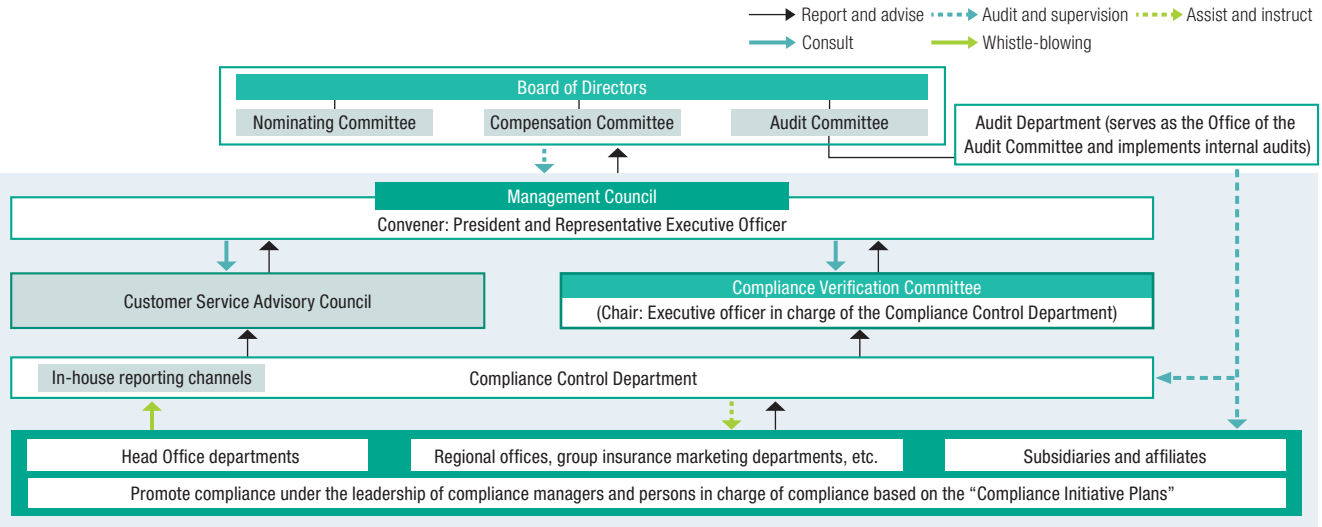 Report and advise
Audit and supervision
Assist and instruct
Consult
Whistle-blowing
Board of Directors
Nominating Committee
Compensation Committee
Audit Committee
Audit Department (serves as the Office of the
Audit Committee and implements internal audits)
Management Council
Convener: President and Representative Executive Officer
Customer Service Advisory Council
Compliance Verification Committee
(Chair: Executive officer in charge of the Compliance Control Department)
In-house reporting channels
Compliance Control Department
Head Office departments
Regional offices, group insurance marketing departments, etc.
Subsidiaries and affiliates
Promote compliance under the leadership of compliance managers and persons in charge of compliance based on the “Compliance Initiative Plans”